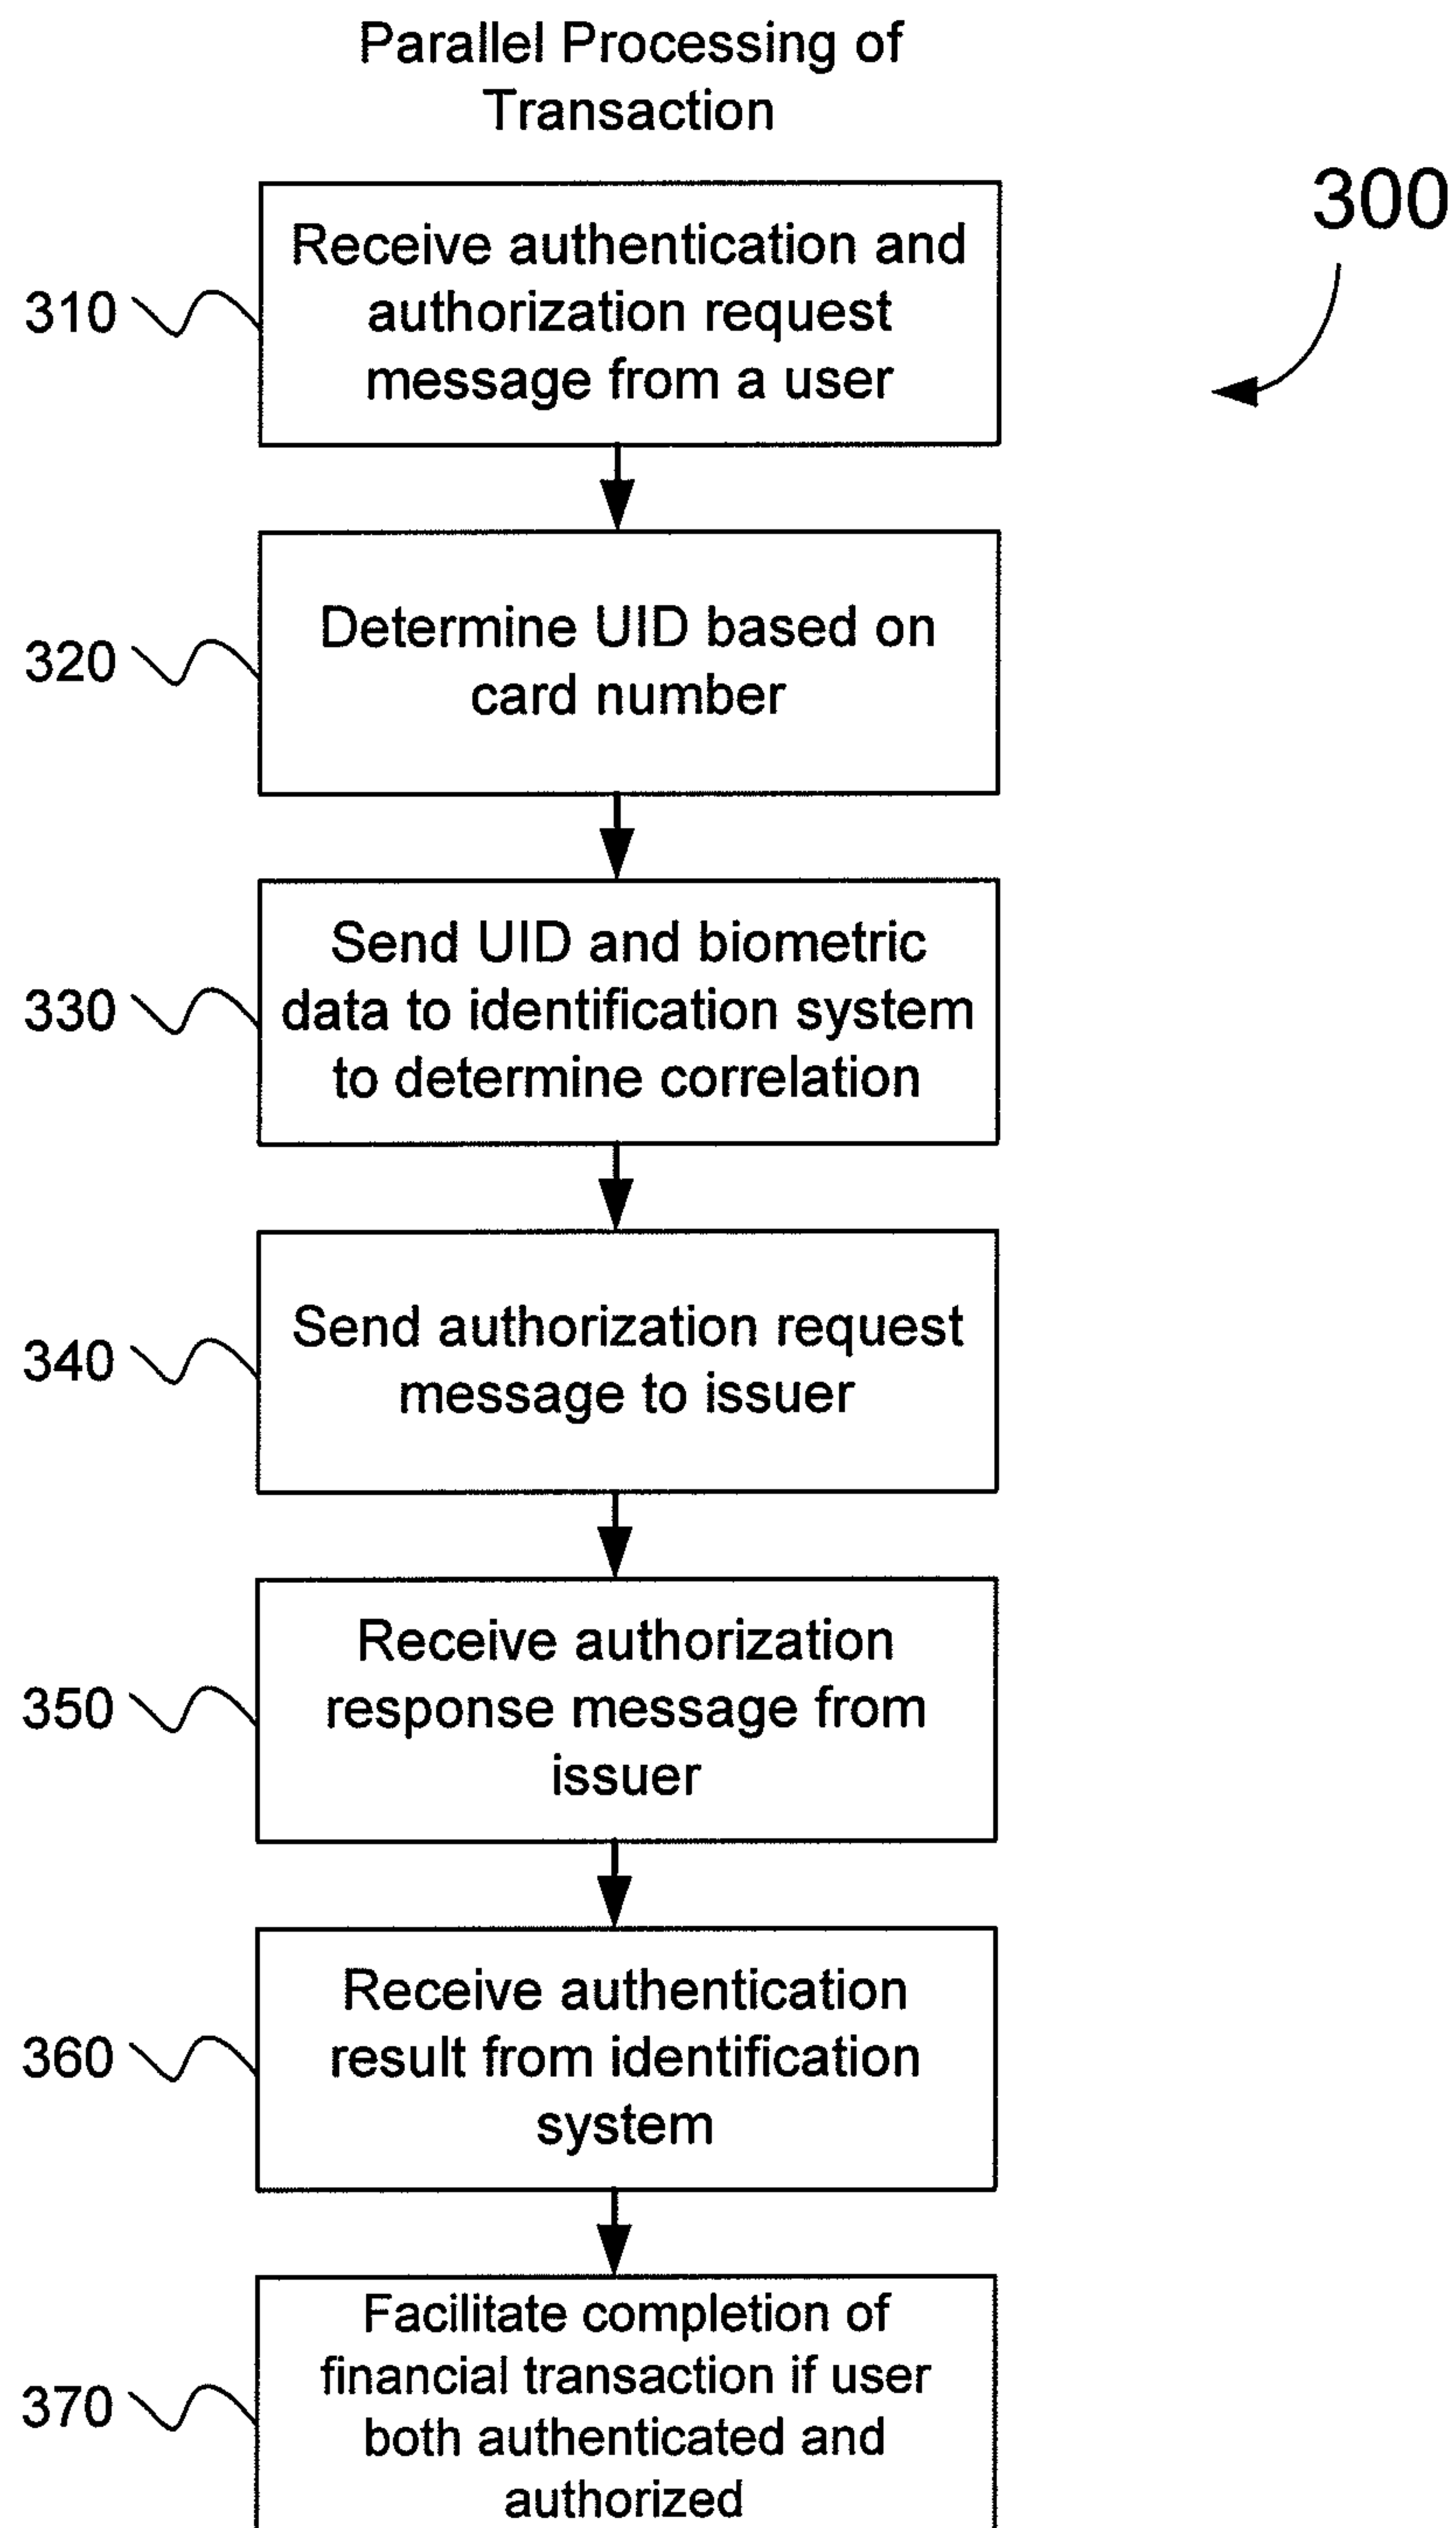 Parallel Processing of
Transaction
300
310
Receive authentication and
authorization request
message from a user
320
Determine UID based on
card number
330
Send UID and biometric
data to identification system
to determine correlation
340
Send authorization request
message to issuer
350
Receive authorization
response message from
issuer
360
Receive authentication
result from identification
system
370
Facilitate completion of
financial transaction if user
both authenticated and
authorized